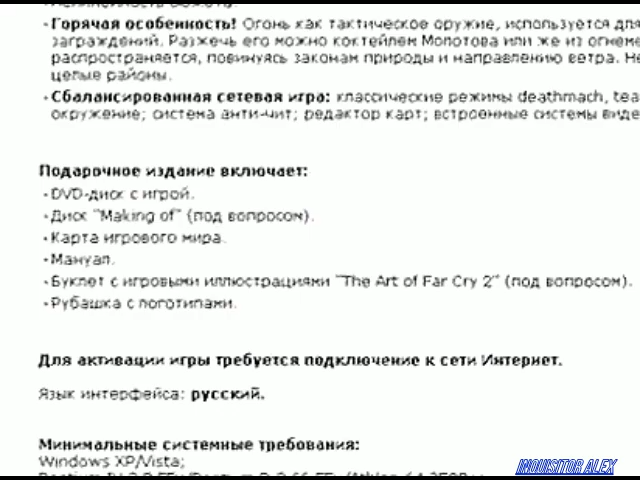 · Горячая особенность! Огонь как тактическое оружие, используется для
заграждений. Разжечь его можно коктейлем Молотова или же из огнеме
распространяется, повинуясь законам природы и направлению ветра. Не
целые районы.
· Сбалансированная сетевая игра: классические режимы deathmach, tea
окружение; система анти-чит; редактор карт; встроенные системы виде
Подарочное издание включает:
· DVD-диск с игрой.
· Диск "Making of" (под вопросом).
· Карта игрового мира.
· Мануал.
· Буклет с игровыми иллюстрациями "The Art of Far Cry 2" (под вопросом).
· Рубашка с логотипами.
Для активации игры требуется подключение к сети Интернет.
Язык интерфейса: русский.
Минимальные системные требования:
Windows XP/Vista;
INQUISITOR ALEX